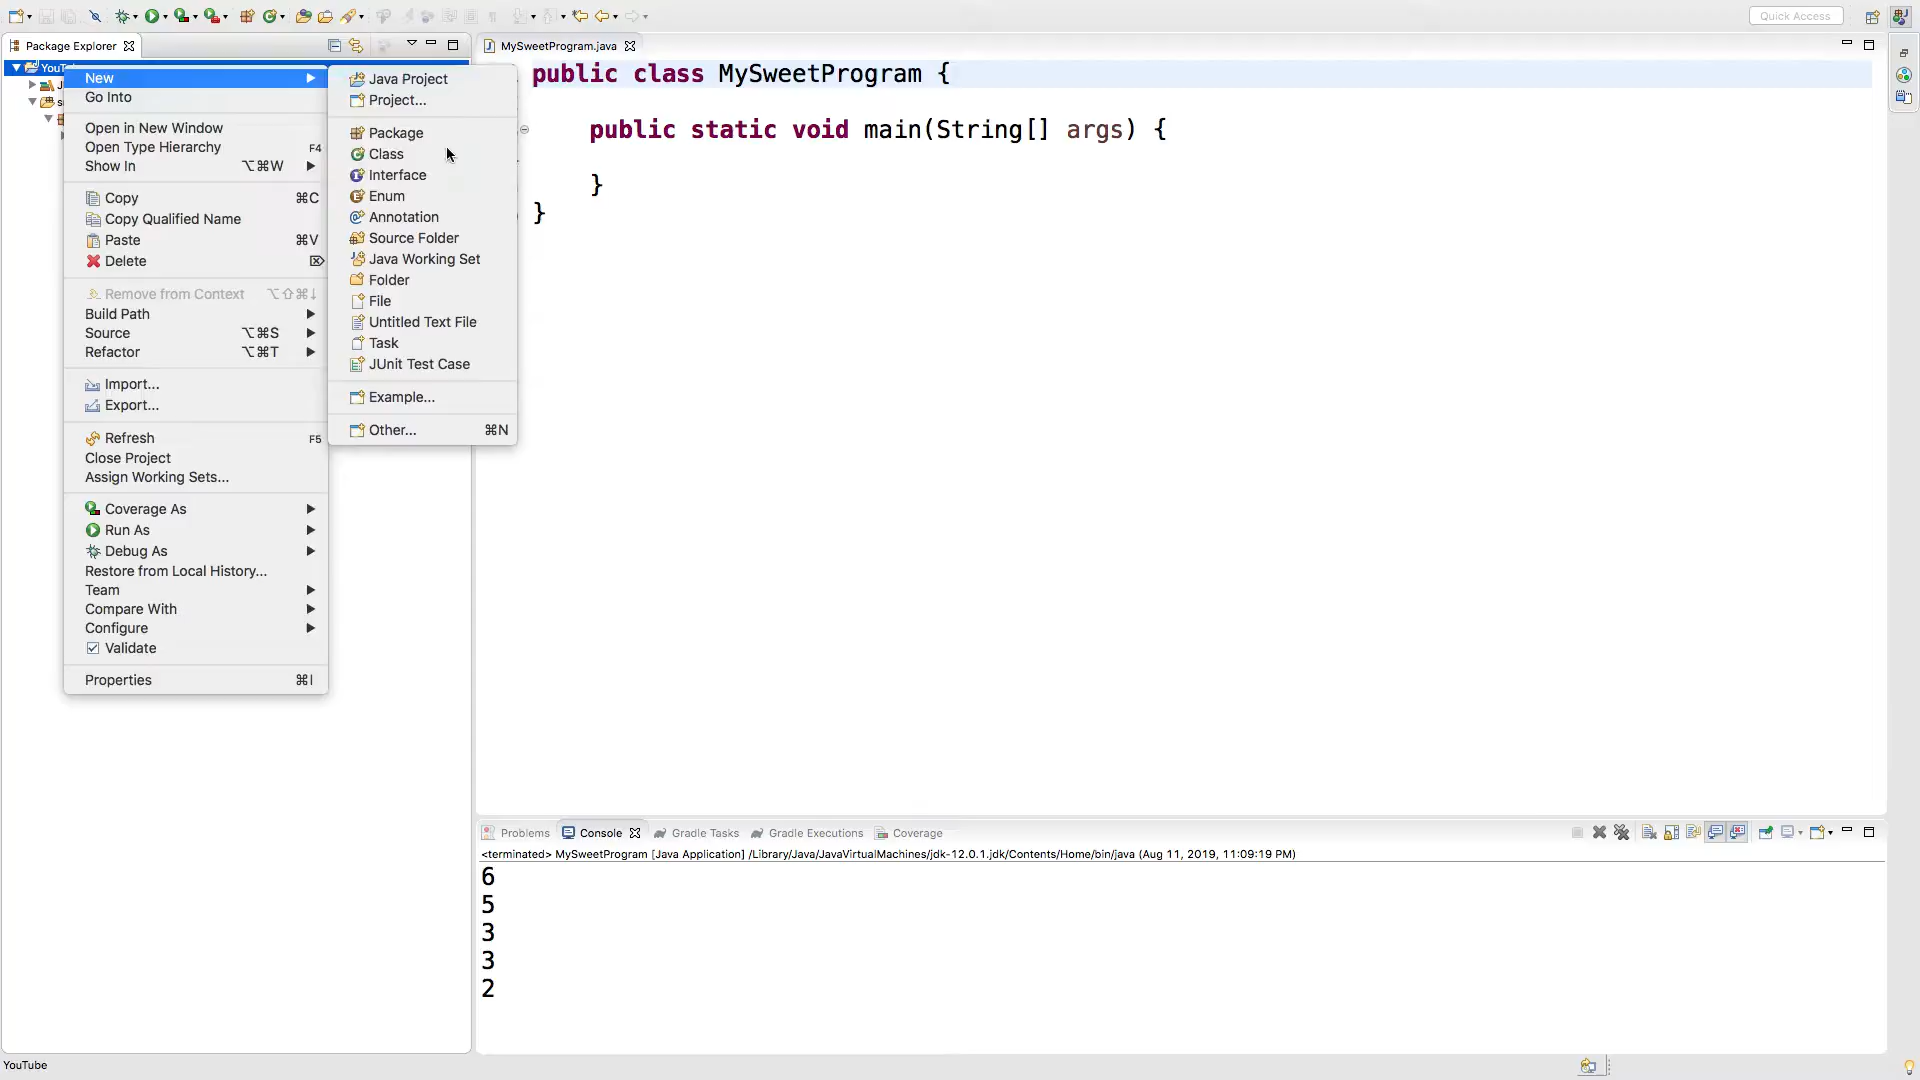 Quick Access
Package Explorer
YouTu
New
Go Into
Open in New Window
Open Type Hierarchy F4
Show In ⌥⌘W
Copy ⌘C
Copy Qualified Name
Paste ⌘V
Delete ⌦
Remove from Context ⌥⇧⌘↓
Build Path
Source ⌥⌘S
Refactor ⌥⌘T
Import...
Export...
Refresh F5
Close Project
Assign Working Sets...
Coverage As
Run As
Debug As
Restore from Local History...
Team
Compare With
Configure
Validate
Properties ⌘I
Java Project
Project...
Package
Class
Interface
Enum
Annotation
Source Folder
Java Working Set
Folder
File
Untitled Text File
Task
JUnit Test Case
Example...
Other... ⌘N
MySweetProgram.java
public class MySweetProgram {
public static void main(String[] args) {
}
}
Problems Console Gradle Tasks Gradle Executions Coverage
<terminated> MySweetProgram [Java Application] /Library/Java/JavaVirtualMachines/jdk-12.0.1.jdk/Contents/Home/bin/java (Aug 11, 2019, 11:09:19 PM)
6
5
3
3
2
YouTube